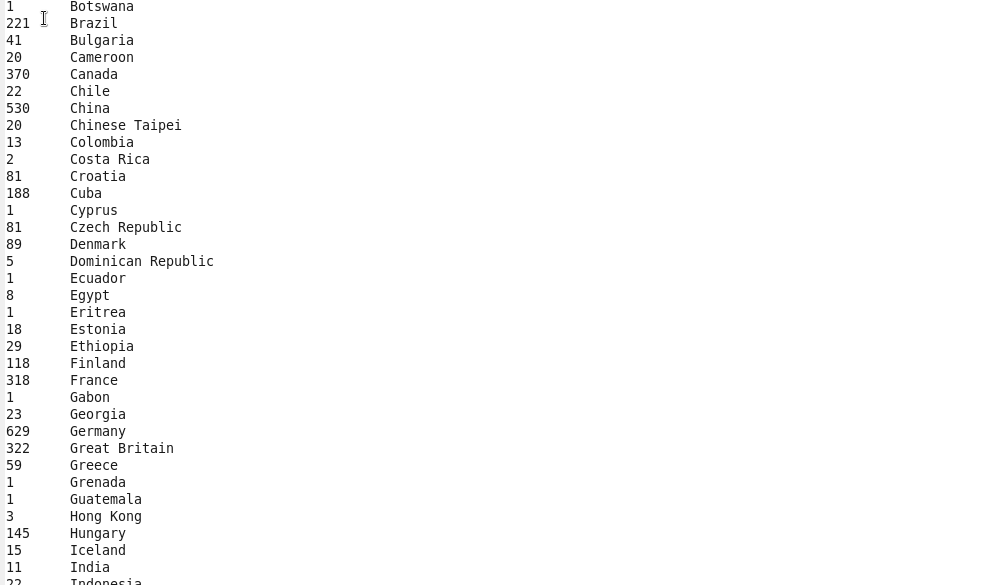 1 Botswana
221 Brazil
41 Bulgaria
20 Cameroon
370 Canada
22 Chile
530 China
20 Chinese Taipei
13 Colombia
2 Costa Rica
81 Croatia
188 Cuba
1 Cyprus
81 Czech Republic
89 Denmark
5 Dominican Republic
1 Ecuador
8 Egypt
1 Eritrea
18 Estonia
29 Ethiopia
118 Finland
318 France
1 Gabon
23 Georgia
629 Germany
322 Great Britain
59 Greece
1 Grenada
1 Guatemala
3 Hong Kong
145 Hungary
15 Iceland
11 India
22 Indonesia